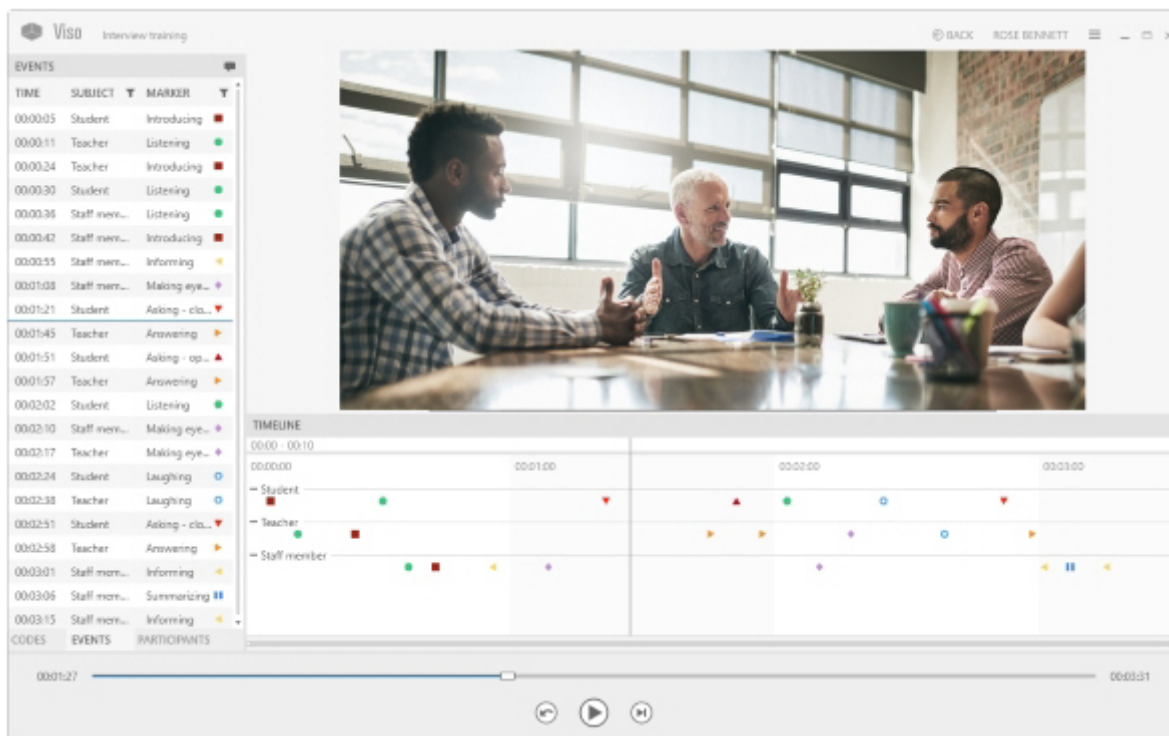 Viso Interview training
BACK ROSE BENNETT
EVENTS
TIME SUBJECT MARKER
00:00:05 Student Introducing
00:00:11 Teacher Listening
00:00:24 Teacher Introducing
00:00:30 Student Listening
00:00:36 Staff mem... Listening
00:00:42 Staff mem... Introducing
00:00:55 Staff mem... Informing
00:01:08 Staff mem... Making eye...
00:01:21 Student Asking - clo...
00:01:45 Teacher Answering
00:01:51 Student Asking - op...
00:01:57 Teacher Answering
00:02:02 Student Listening
00:02:10 Staff mem... Making eye...
00:02:17 Teacher Making eye...
00:02:24 Student Laughing
00:02:38 Teacher Laughing
00:02:51 Student Asking - clo...
00:02:58 Teacher Answering
00:03:01 Staff mem... Informing
00:03:06 Staff mem... Summarizing
00:03:15 Staff mem... Informing
CODES EVENTS PARTICIPANTS
TIMELINE
00:00 - 00:10
00:00:00 00:01:00 00:02:00 00:03:00
Student
Teacher
Staff member
00:01:27 00:03:31